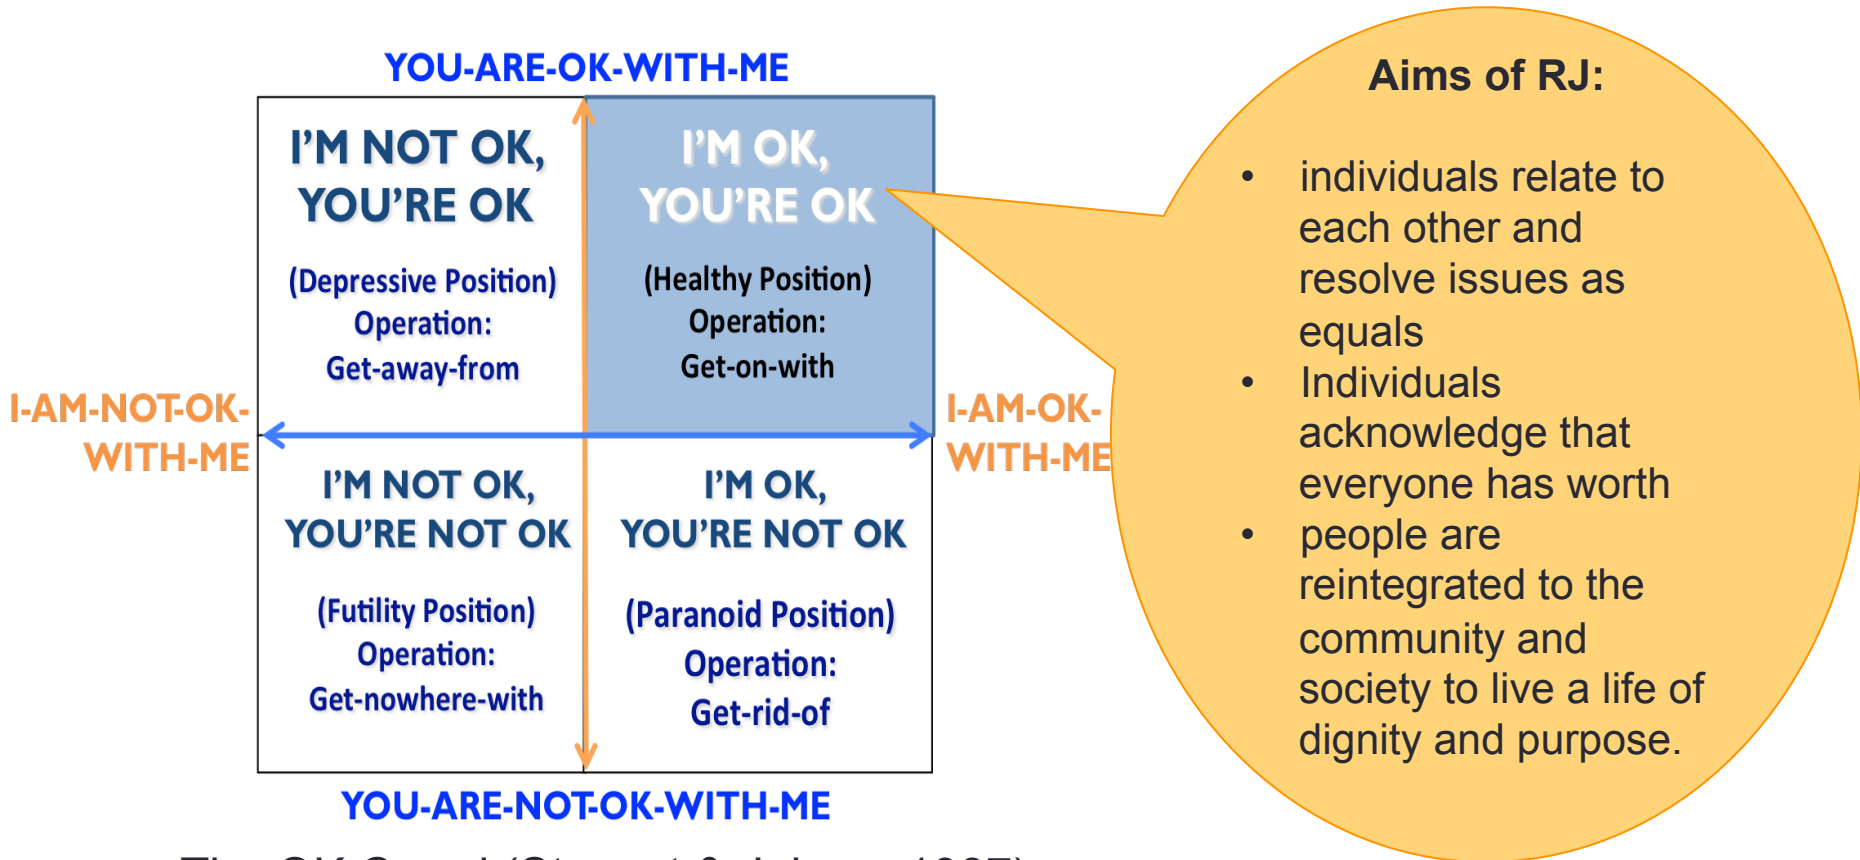 YOU-ARE-OK-WITH-ME
I'M NOT OK,
YOU'RE OK
(Depressive Position)
Operation:
Get-away-from
I'M OK,
YOU'RE OK
(Healthy Position)
Operation:
Get-on-with
I-AM-NOT-OK-
WITH-ME
I-AM-OK-
WITH-ME
I'M NOT OK,
YOU'RE NOT OK
(Futility Position)
Operation:
Get-nowhere-with
I'M OK,
YOU'RE NOT OK
(Paranoid Position)
Operation:
Get-rid-of
YOU-ARE-NOT-OK-WITH-ME
Aims of RJ:
• individuals relate to
each other and
resolve issues as
equals
• Individuals
acknowledge that
everyone has worth
• people are
reintegrated to the
community and
society to live a life of
dignity and purpose.
The OK